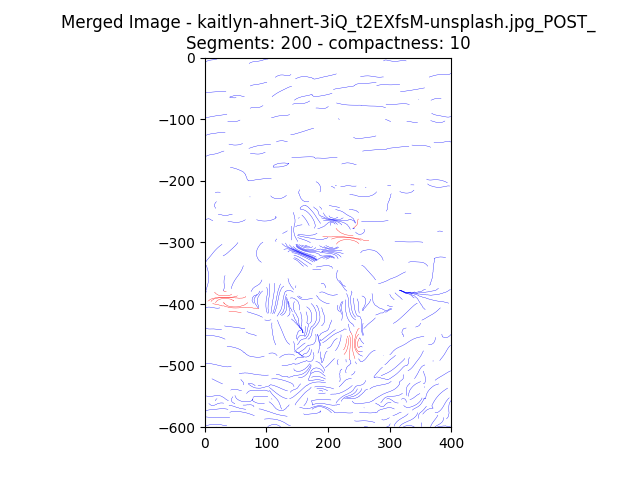 Merged Image - kaitlyn-ahnert-3iQ_t2EXfsM-unsplash.jpg_POST_
Segments: 200 - compactness: 10
0
−100
−200
−300
−400
−500
−600
0 100 200 300 400